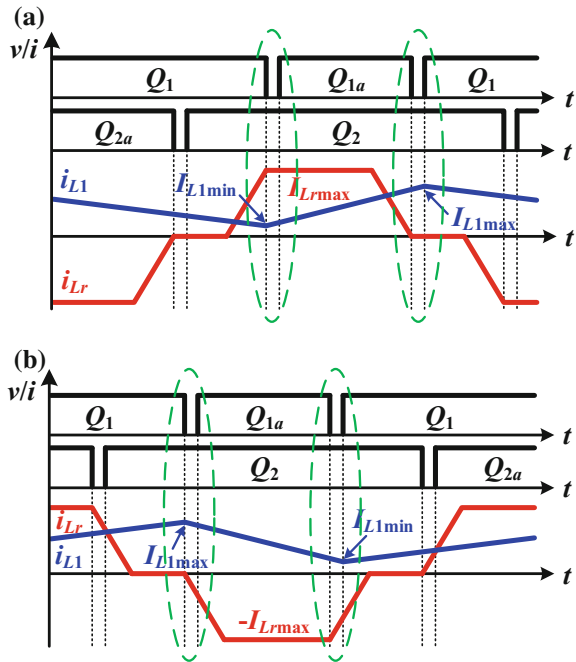 (a)
v/i
Q1 Q1a Q1
t
Q2a Q2
t
iL1 IL1min ILrmax
IL1max
t
iLr
(b)
v/i
Q1 Q1a Q1
t
Q2 Q2a
t
iLr
iL1 IL1max IL1min
t
-ILrmax
t